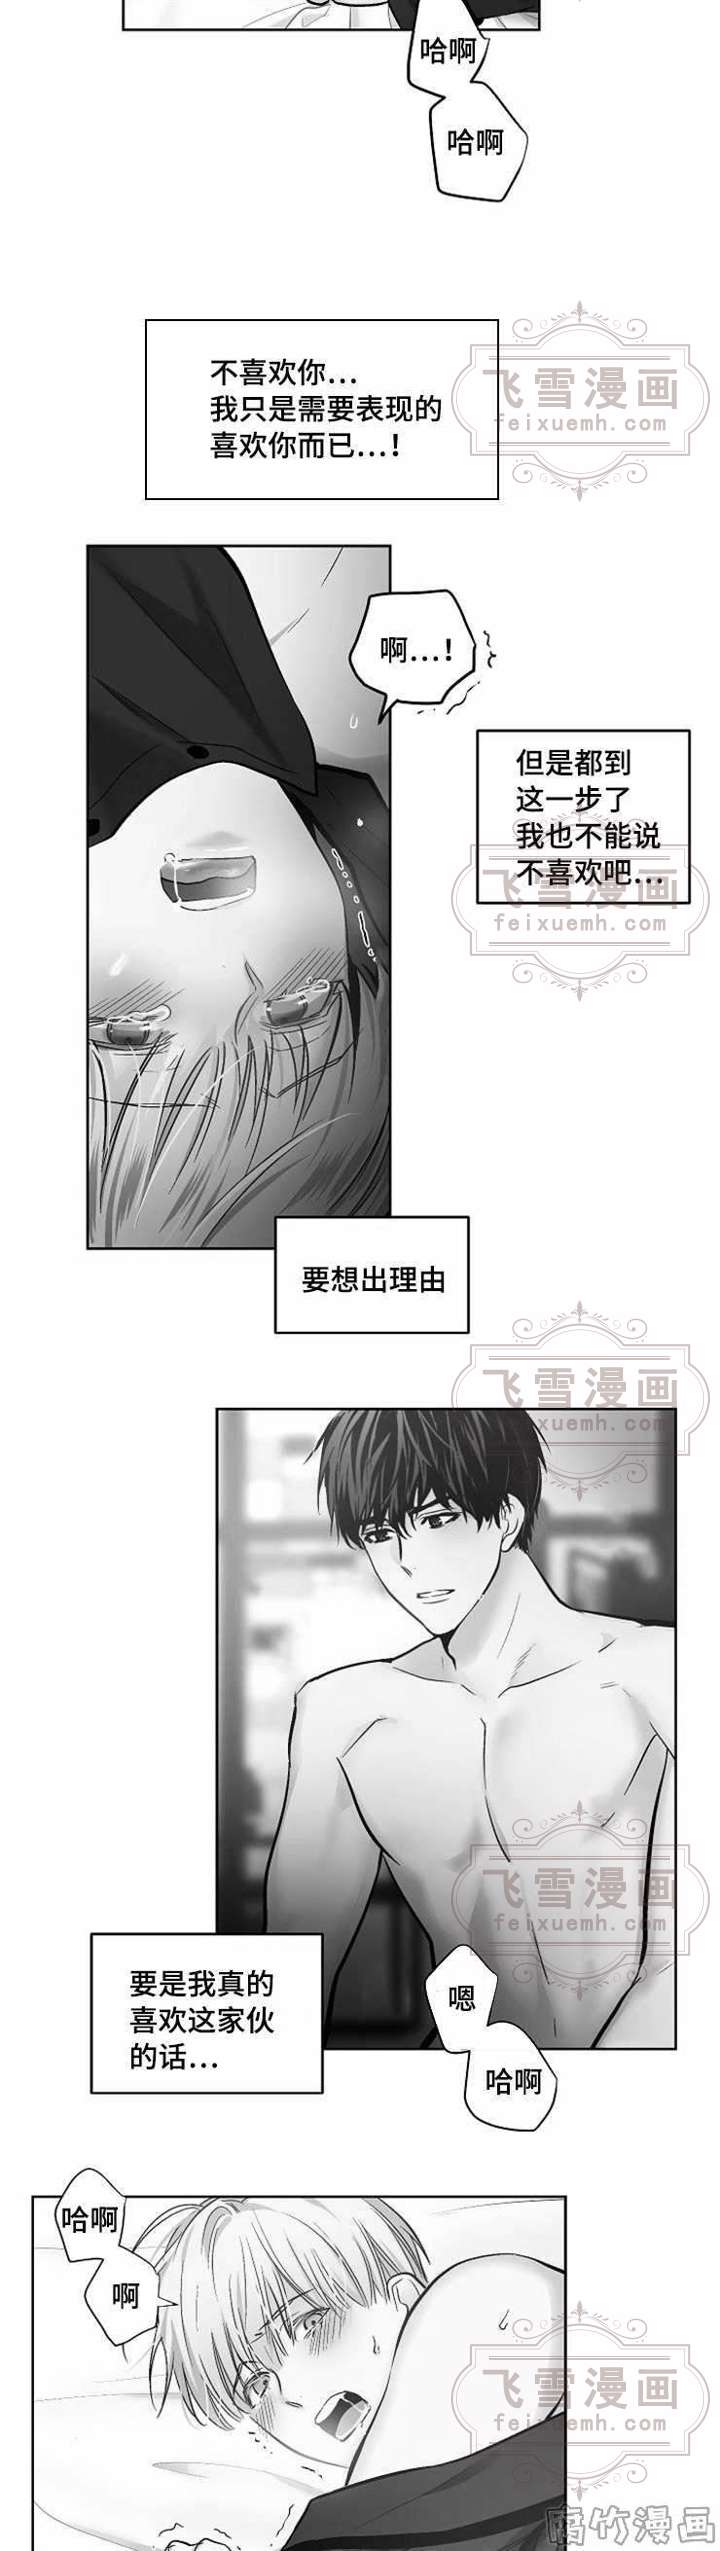 哈啊
哈啊
不喜欢你...
我只是需要表现的
喜欢你而已...!
飞雪漫画
feixuemh.com
啊...!
但是都到
这一步了
我也不能说
不喜欢吧...
飞雪漫画
feixuemh.com
要想出理由
飞雪漫画
ixuemh.com
飞雪漫画
feixuemh.com
要是我真的
喜欢这家伙
的话...
嗯
哈啊
哈啊
啊
飞雪漫画
feixuemh.com
腐竹漫画